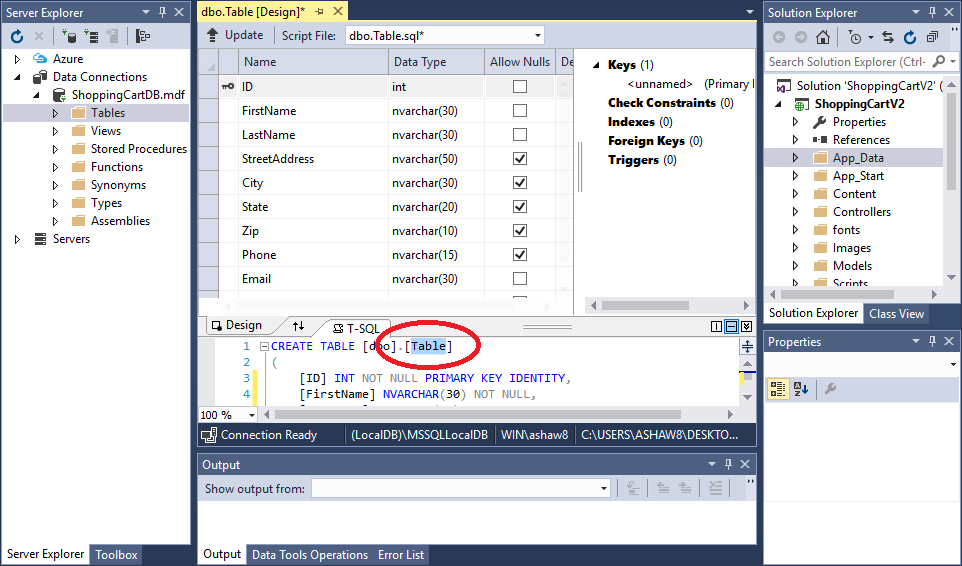 Server Explorer
Azure
Data Connections
ShoppingCartDB.mdf
Tables
Views
Stored Procedures
Functions
Synonyms
Types
Assemblies
Servers
Server Explorer
Toolbox
dbo.Table [Design]*
Update
Script File:
dbo.Table.sql*
Name Data Type Allow Nulls De
ID int
FirstName nvarchar(30)
LastName nvarchar(30)
StreetAddress nvarchar(50)
City nvarchar(30)
State nvarchar(20)
Zip nvarchar(10)
Phone nvarchar(15)
Email nvarchar(30)
Keys (1)
<unnamed> (Primary
Check Constraints (0)
Indexes (0)
Foreign Keys (0)
Triggers (0)
Design
T-SQL
1 CREATE TABLE [dbo].[Table]
2 (
3 [ID] INT NOT NULL PRIMARY KEY IDENTITY,
4 [FirstName] NVARCHAR(30) NOT NULL,
100 %
Connection Ready
(LocalDB)\MSSQLLocalDB
WIN\ashaw8
C:\USERS\ASHAW8\DESKTO...
Output
Show output from:
Output
Data Tools Operations
Error List
Solution Explorer
Search Solution Explorer (Ctrl-
Solution 'ShoppingCartV2' (
ShoppingCartV2
Properties
References
App_Data
App_Start
Content
Controllers
fonts
Images
Models
Scripts
Solution Explorer
Class View
Properties